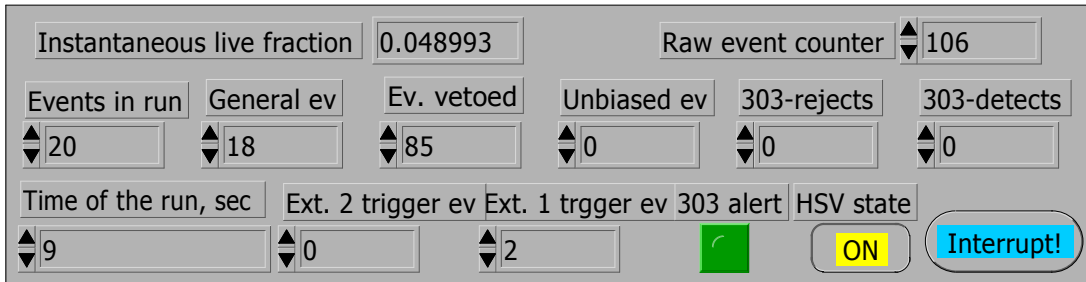 Instantaneous live fraction 0.048993 Raw event counter 106
Events in run General ev Ev. vetoed Unbiased ev 303-rejects 303-detects
20 18 85 0 0 0
Time of the run, sec Ext. 2 trigger ev Ext. 1 trgger ev 303 alert HSV state
9 0 2 ON Interrupt!